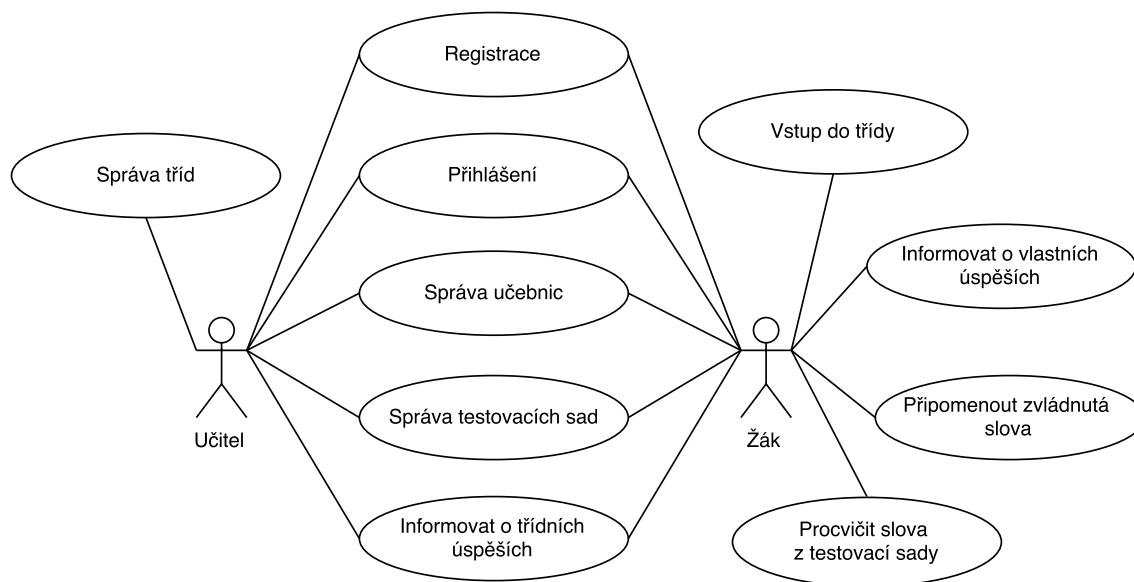 Registrace
Vstup do třídy
Správa tříd
Přihlášení
Informovat o vlastních
úspěších
Správa učebnic
Připomenout zvládnutá
slova
Správa testovacích sad
Učitel
Žák
Informovat o třídních
úspěších
Procvičit slova
z testovací sady